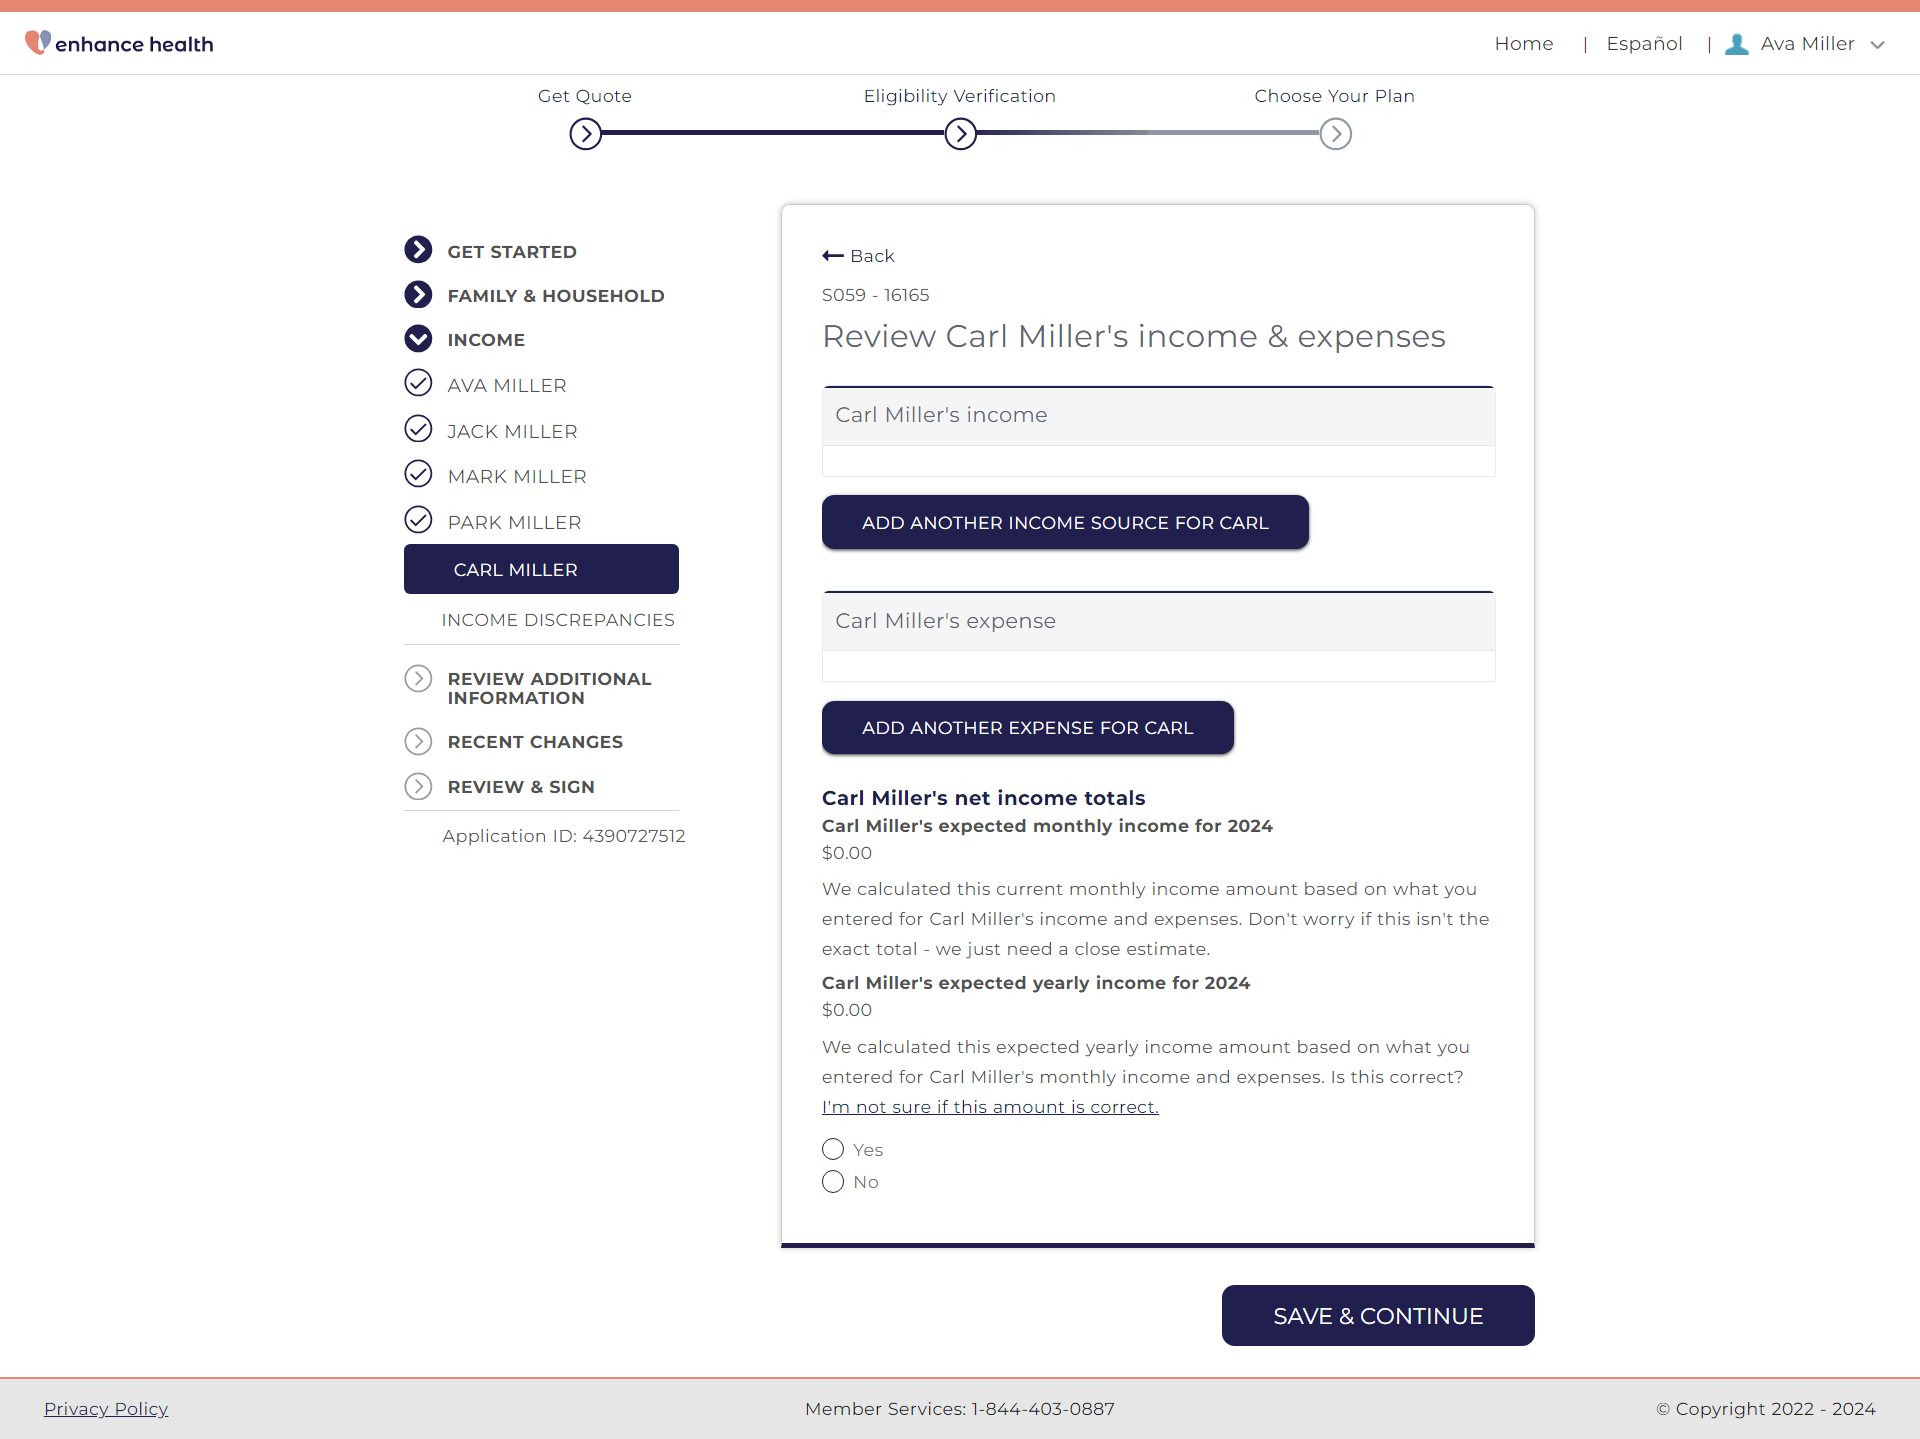 enhance health
Home | Español | Ava Miller
Get Quote
Eligibility Verification
Choose Your Plan
GET STARTED
FAMILY & HOUSEHOLD
INCOME
AVA MILLER
JACK MILLER
MARK MILLER
PARK MILLER
CARL MILLER
INCOME DISCREPANCIES
REVIEW ADDITIONAL
INFORMATION
RECENT CHANGES
REVIEW & SIGN
Application ID: 4390727512
Back
S059 - 16165
Review Carl Miller's income & expenses
Carl Miller's income
ADD ANOTHER INCOME SOURCE FOR CARL
Carl Miller's expense
ADD ANOTHER EXPENSE FOR CARL
Carl Miller's net income totals
Carl Miller's expected monthly income for 2024
$0.00
We calculated this current monthly income amount based on what you
entered for Carl Miller's income and expenses. Don't worry if this isn't the
exact total - we just need a close estimate.
Carl Miller's expected yearly income for 2024
$0.00
We calculated this expected yearly income amount based on what you
entered for Carl Miller's monthly income and expenses. Is this correct?
I'm not sure if this amount is correct.
Yes
No
SAVE & CONTINUE
Privacy Policy
Member Services: 1-844-403-0887
© Copyright 2022 - 2024